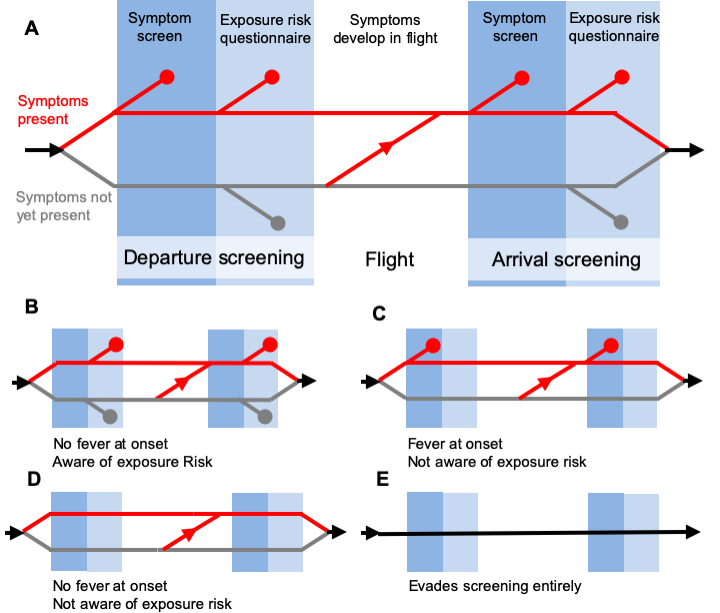 A
Symptom
screen
Exposure risk
questionnaire
Symptoms
develop in flight
Symptom
screen
Exposure risk
questionnaire
Symptoms
present
Symptoms not
yet present
Departure screening
Flight
Arrival screening
B
No fever at onset
Aware of exposure Risk
C
Fever at onset
Not aware of exposure risk
D
No fever at onset
Not aware of exposure risk
E
Evades screening entirely